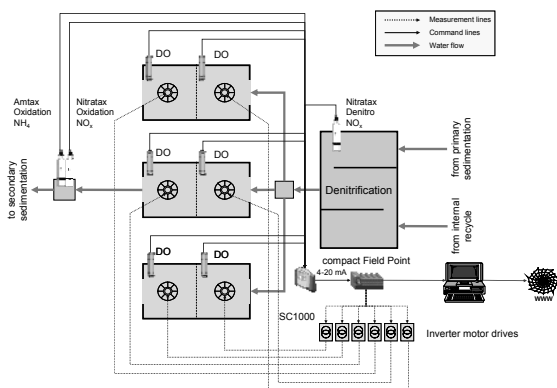 Measurement lines
Command lines
Water flow
DO
DO
Amtax
Oxidation
NH4
Nitratax
Oxidation
NOx
Nitratax
Denitro
NOx
DO
DO
to secondary
sedimentation
Denitrification
from primary
sedimentation
from internal
recycle
DO
DO
compact Field Point
4-20 mA
SC1000
www
Inverter motor drives